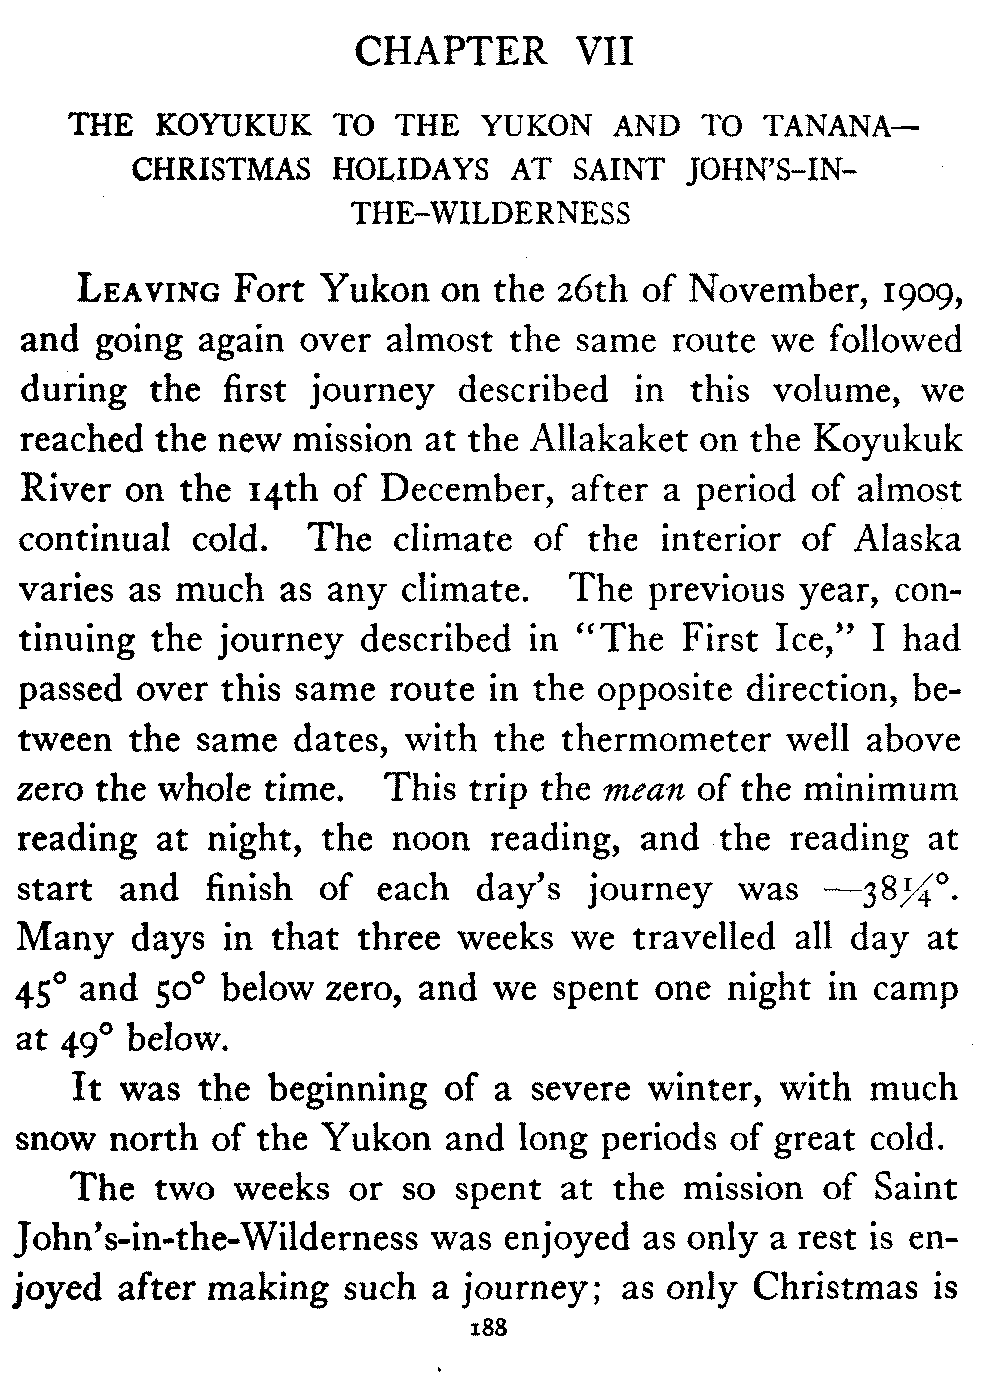 CHAPTER VII
THE KOYUKUK TO THE YUKON AND TO TANANA—
CHRISTMAS HOLIDAYS AT SAINT JOHN'S-IN-
THE-WILDERNESS
LEAVING Fort Yukon on the 26th of November, 1909,
and going again over almost the same route we followed
during the first journey described in this volume, we
reached the new mission at the Allakaket on the Koyukuk
River on the 14th of December, after a period of almost
continual cold. The climate of the interior of Alaska
varies as much as any climate. The previous year, con-
tinuing the journey described in “The First Ice,” I had
passed over this same route in the opposite direction, be-
tween the same dates, with the thermometer well above
zero the whole time. This trip the mean of the minimum
reading at night, the noon reading, and the reading at
start and finish of each day's journey was —38¼°.
Many days in that three weeks we travelled all day at
45° and 50° below zero, and we spent one night in camp
at 49° below.
It was the beginning of a severe winter, with much
snow north of the Yukon and long periods of great cold.
The two weeks or so spent at the mission of Saint
John's-in-the-Wilderness was enjoyed as only a rest is en-
joyed after making such a journey; as only Christmas is
188